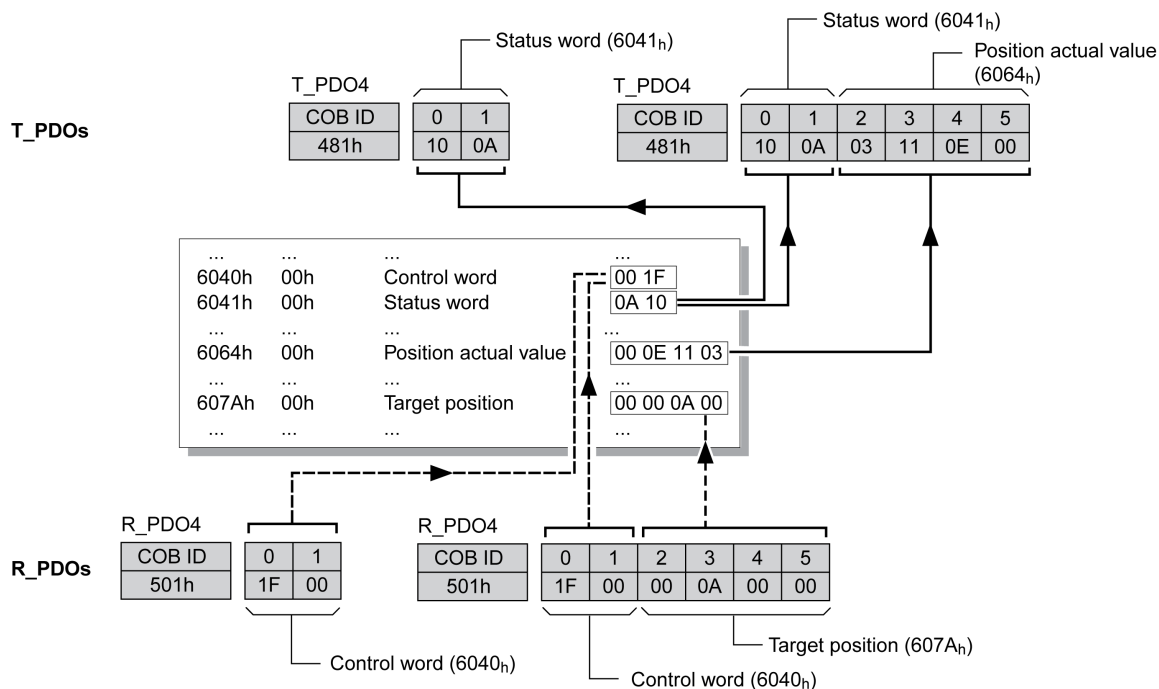 Status word (6041h)
Status word (6041h)
Position actual value
(6064h)
T_PDO4
T_PDO4
T_PDOs
COB ID 0 1
481h 10 0A
COB ID 0 1 2 3 4 5
481h 10 0A 03 11 0E 00
... ... ... ...
6040h 00h Control word 00 1F
6041h 00h Status word 0A 10
... ... ... ...
6064h 00h Position actual value 00 0E 11 03
... ... ... ...
607Ah 00h Target position 00 00 0A 00
... ... ... ...
R_PDO4
R_PDO4
R_PDOs
COB ID 0 1
501h 1F 00
COB ID 0 1 2 3 4 5
501h 1F 00 00 0A 00 00
Target position (607Ah)
Control word (6040h)
Control word (6040h)